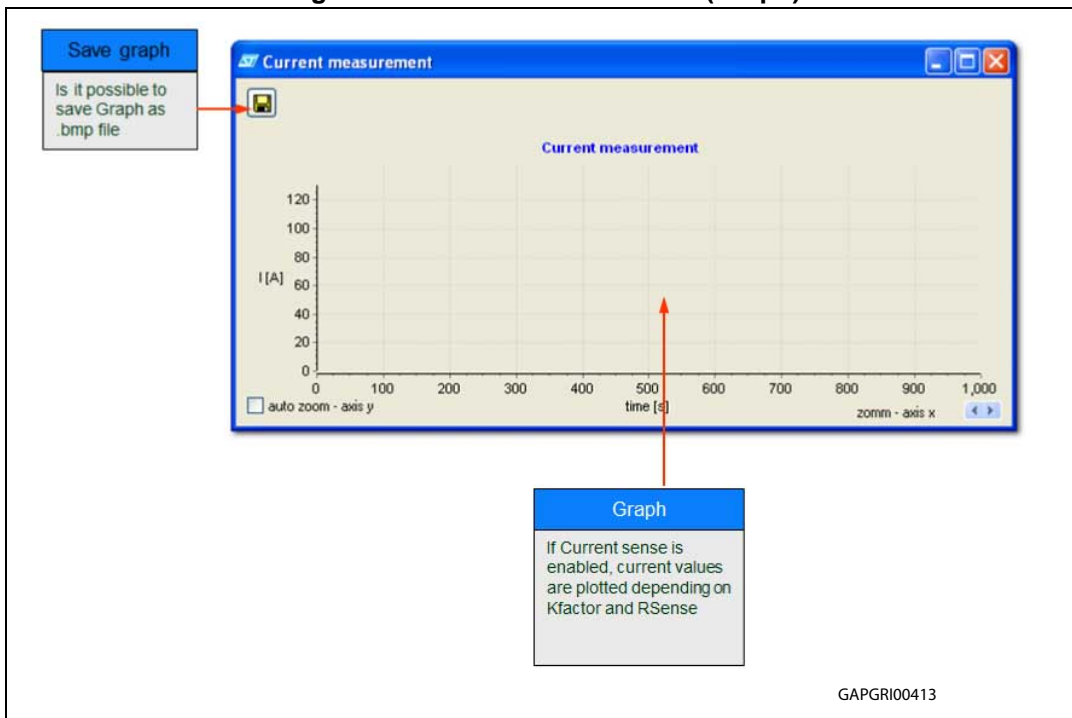 Save graph
Is it possible to
save Graph as
.bmp file
Current measurement
Current measurement
120
100
80
I [A]
60
40
20
0
0 100 200 300 400 500 600 700 800 900 1,000
auto zoom - axis y
time [s]
zomm - axis x
Graph
If Current sense is
enabled, current values
are plotted depending on
Kfactor and RSense
GAPGRI00413